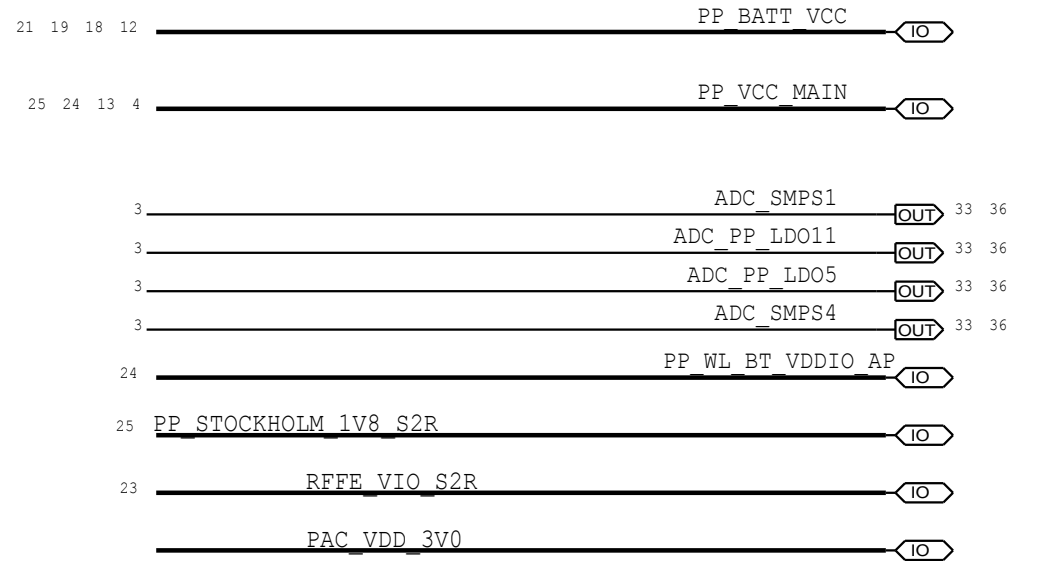 PP_BATT_VCC
21 19 18 12 IO
PP_VCC_MAIN
25 24 13 4 IO
ADC_SMPS1
3 OUT 33 36
ADC_PP_LDO11
3 OUT 33 36
ADC_PP_LDO5
3 OUT 33 36
ADC_SMPS4
3 OUT 33 36
PP_WL_BT_VDDIO_AP
24 IO
25 PP_STOCKHOLM_1V8_S2R IO
23 RFFE_VIO_S2R IO
PAC_VDD_3V0 IO